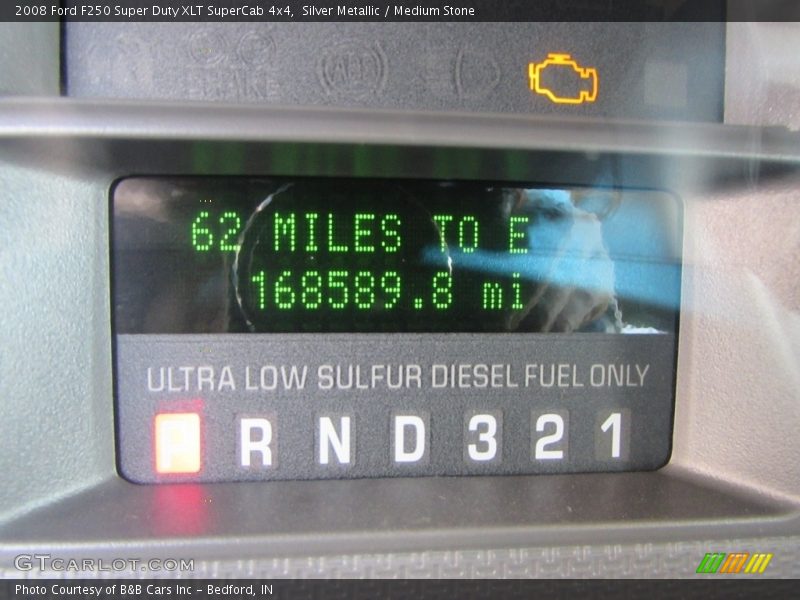 2008 Ford F250 Super Duty XLT SuperCab 4x4,  Silver Metallic / Medium Stone
BRAKE
62 MILES TO E
168589.8 mi
ULTRA LOW SULFUR DIESEL FUEL ONLY
P R N D 3 2 1
GTCARLOT.COM
Photo Courtesy of B&B Cars Inc – Bedford, IN